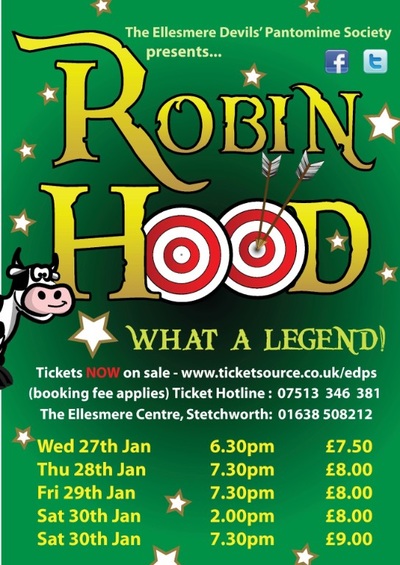 The Ellesmere Devils' Pantomime Society
presents...
f t
ROBIN
HOOD
WHAT A LEGEND!
Tickets NOW on sale - www.ticketsource.co.uk/edps
(booking fee applies) Ticket Hotline : 07513 346 381
The Ellesmere Centre, Stetchworth: 01638 508212
Wed 27th Jan 6.30pm £7.50
Thu 28th Jan 7.30pm £8.00
Fri 29th Jan 7.30pm £8.00
Sat 30th Jan 2.00pm £8.00
Sat 30th Jan 7.30pm £9.00